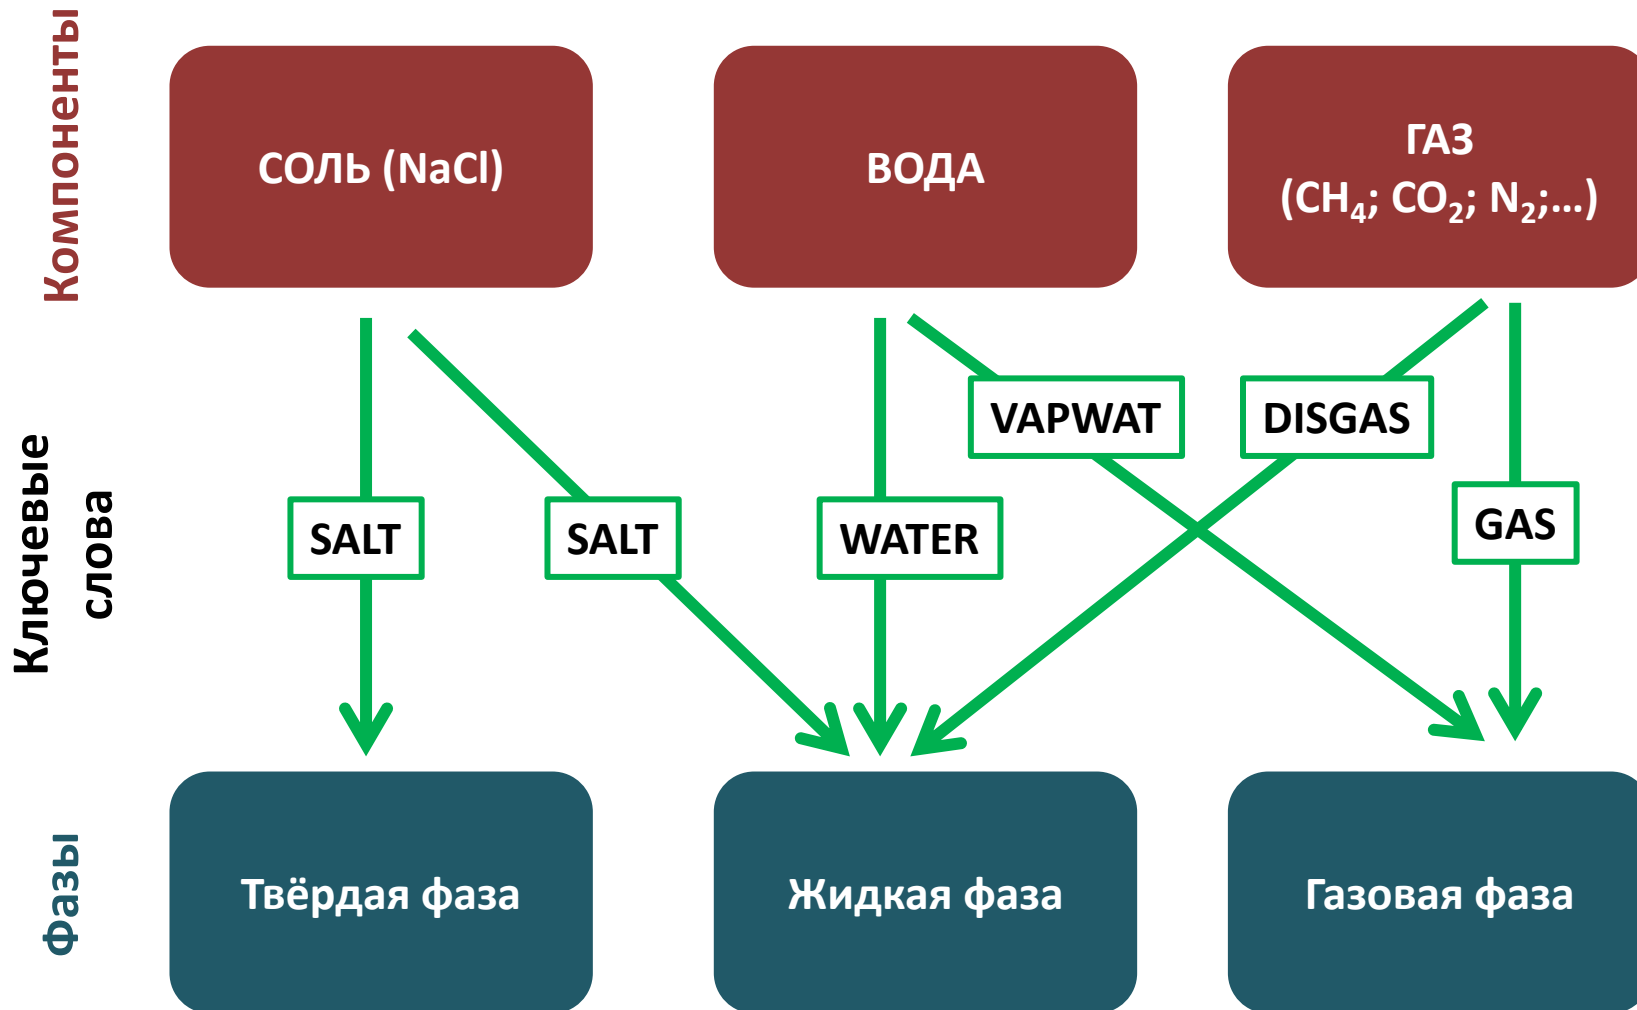 Компоненты
СОЛЬ (NaCl)
ВОДА
ГАЗ
(CH₄; CO₂; N₂;...)
Ключевые
слова
VAPWAT
DISGAS
SALT
SALT
WATER
GAS
Фазы
Твёрдая фаза
Жидкая фаза
Газовая фаза